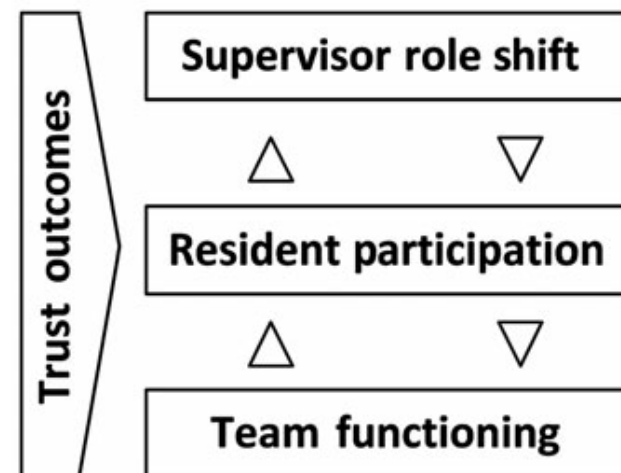 Trust outcomes
Supervisor role shift
Resident participation
Team functioning